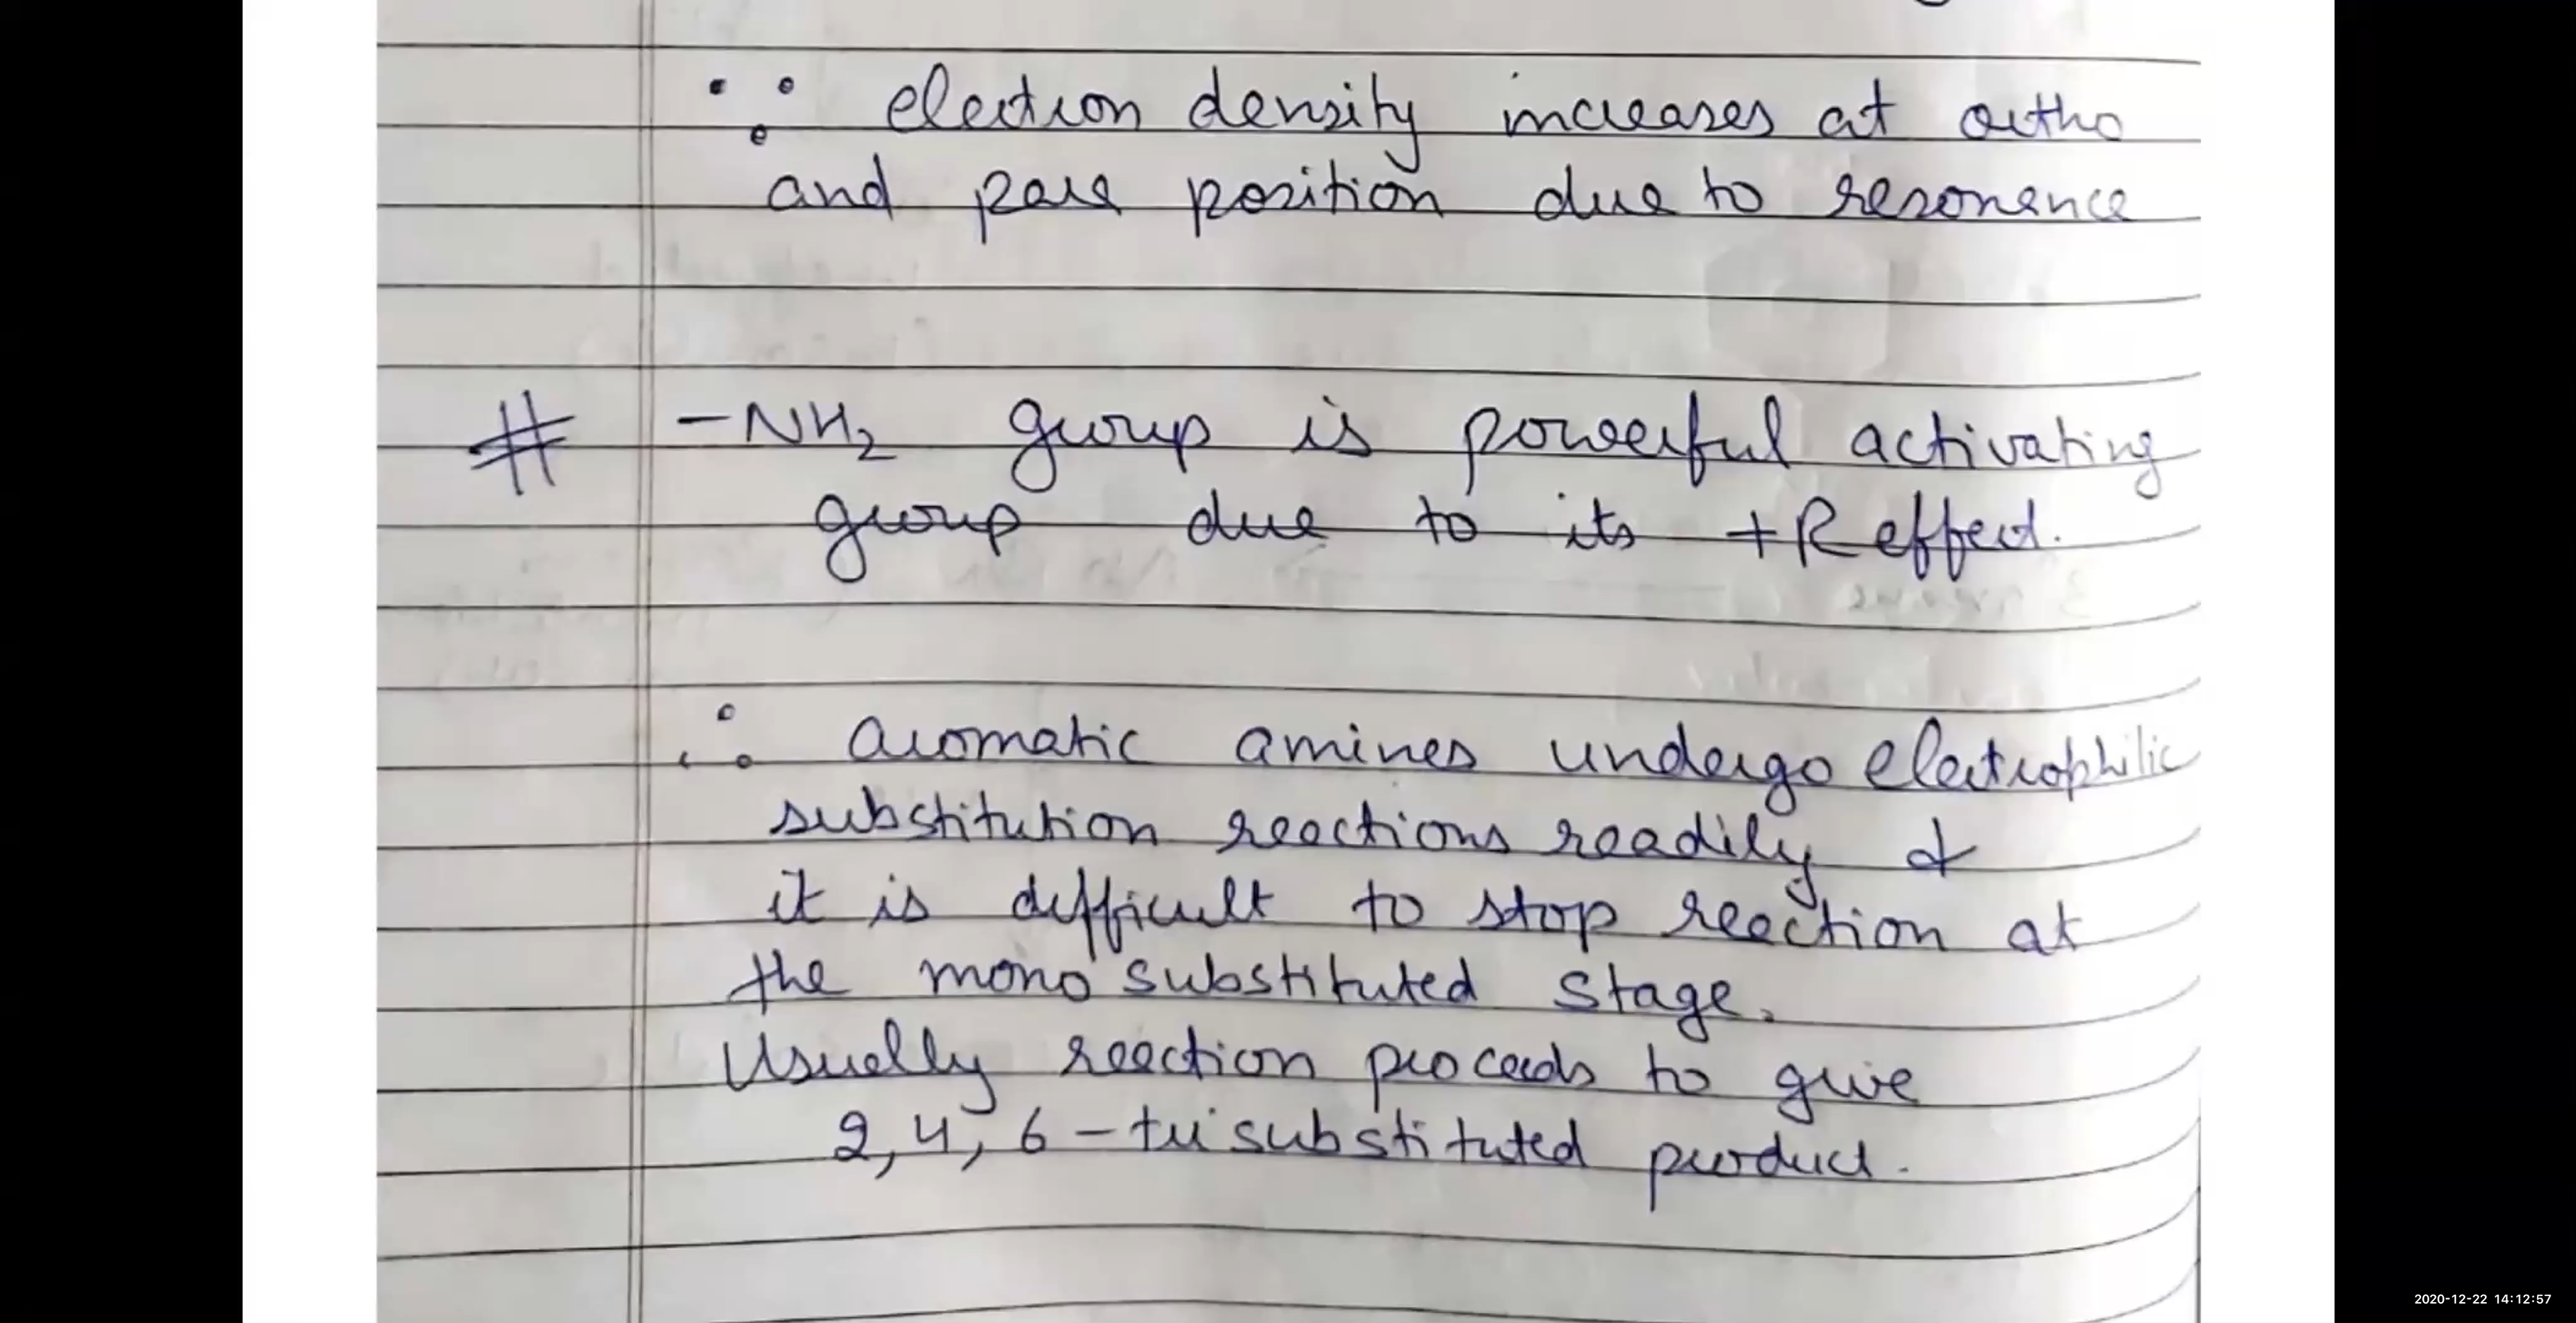 ∵ electron density increases at ortho
and para position due to resonance
# -NH2 group is powerful activating
group due to its +R effect.
∴ aromatic amines undergo electrophilic
substitution reactions readily &
it is difficult to stop reaction at
the mono substituted stage.
Usually reaction proceeds to give
2, 4, 6 - tri substituted product.
2020-12-22 14:12:57